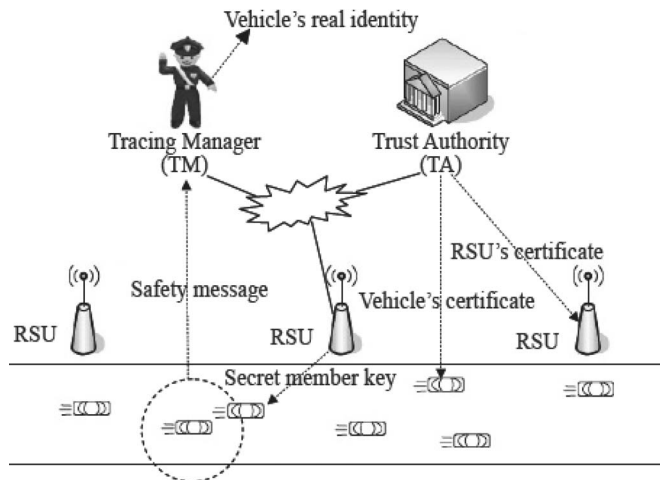 Vehicle's real identity
Tracing Manager
(TM)
Trust Authority
(TA)
RSU's certificate
Safety message
Vehicle's certificate
RSU
RSU
RSU
Secret member key